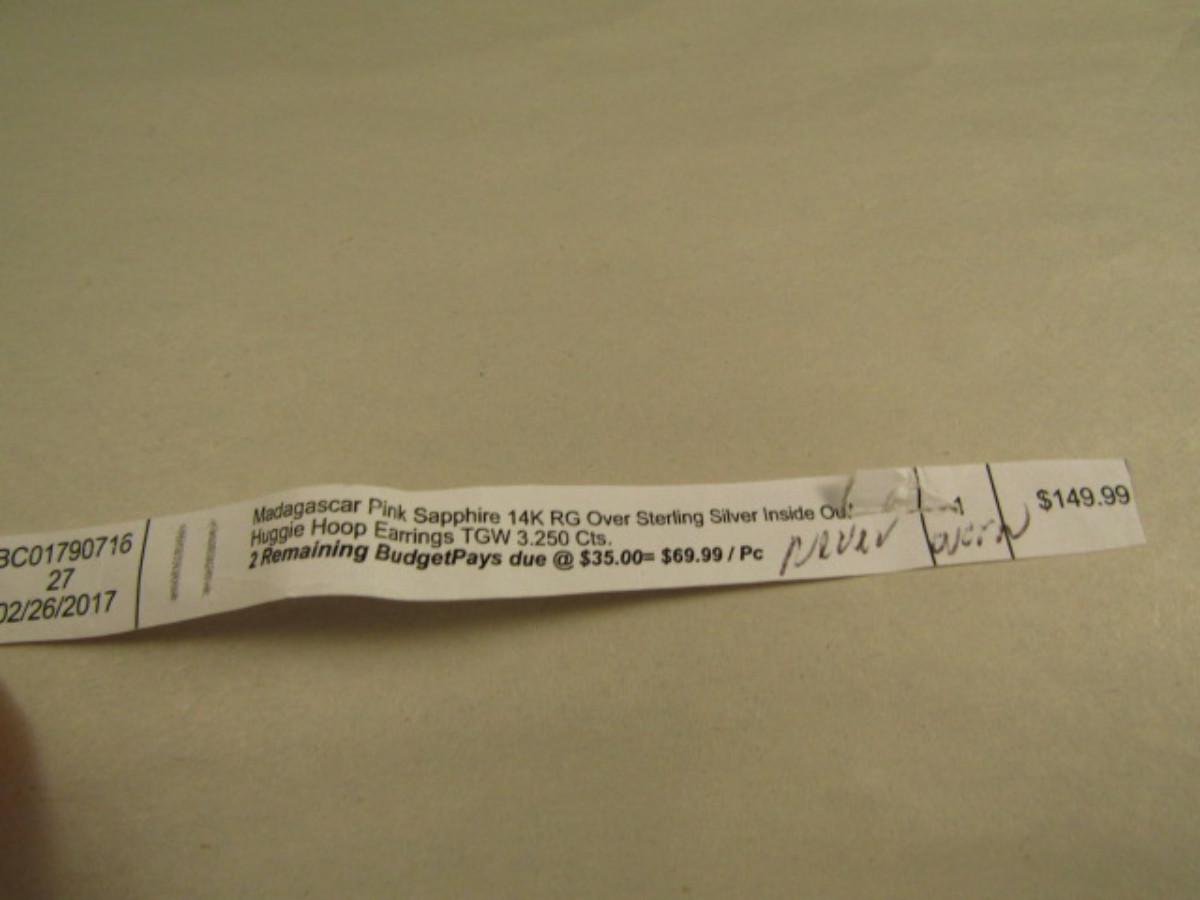 BC01790716
27
02/26/2017
Madagascar Pink Sapphire 14K RG Over Sterling Silver Inside Out
Huggie Hoop Earrings TGW 3.250 Cts.
2 Remaining BudgetPays due @ $35.00= $69.99 / Pc
never worn
1
$149.99